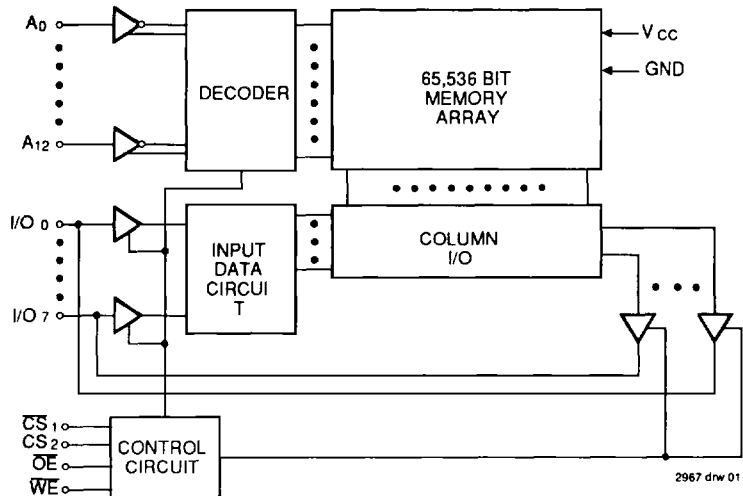 A0
DECODER
65,536 BIT
MEMORY
ARRAY
VCC
GND
A12
I/O 0
INPUT
DATA
CIRCUI
T
COLUMN
I/O
I/O 7
CS1
CS2
OE
WE
CONTROL
CIRCUIT
2967 drw 01